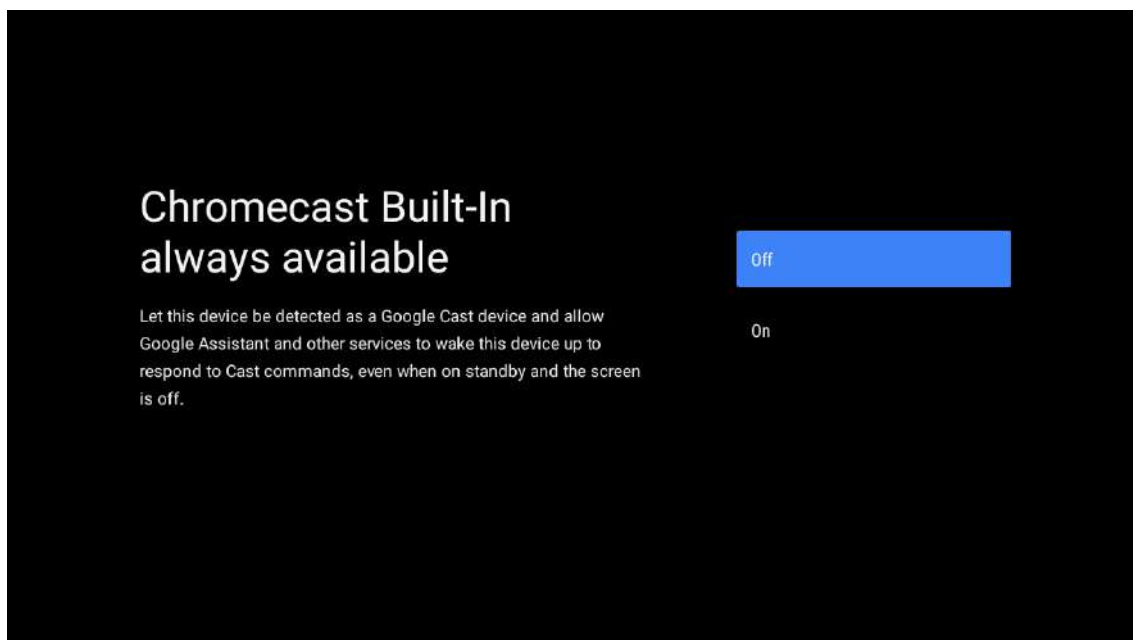 Chromecast Built-In
always available
Let this device be detected as a Google Cast device and allow
Google Assistant and other services to wake this device up to
respond to Cast commands, even when on standby and the screen
is off.
Off
On